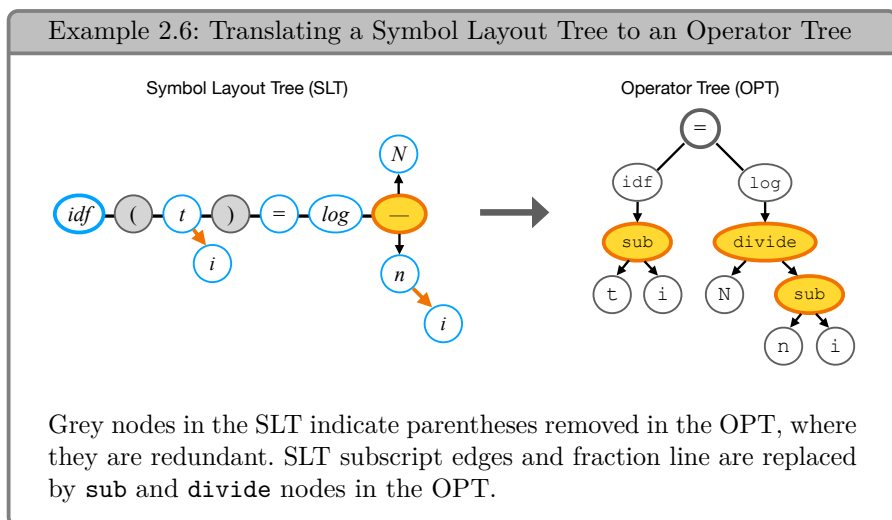 Example 2.6: Translating a Symbol Layout Tree to an Operator Tree
Symbol Layout Tree (SLT)
Operator Tree (OPT)
=
N
idf
log
idf
(
t
)
=
log
—
sub
divide
i
n
t
i
N
sub
i
n
i
Grey nodes in the SLT indicate parentheses removed in the OPT, where
they are redundant. SLT subscript edges and fraction line are replaced
by sub and divide nodes in the OPT.